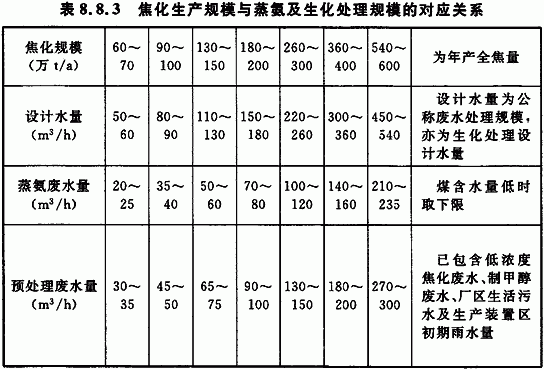 表8.8.3 焦化生产规模与蒸氨及生化处理规模的对应关系
焦化规模
（万t/a）
60～
70
90～
100
130～
150
180～
200
260～
300
360～
400
540～
600
为年产全焦量
设计水量
（m³/h）
50～
60
80～
90
110～
130
150～
180
220～
260
300～
360
450～
540
设计水量为公
称废水处理规模，
亦为生化处理设
计水量
蒸氨废水量
（m³/h）
20～
25
35～
40
50～
60
70～
80
100～
120
140～
160
210～
235
煤含水量低时
取下限
预处理废水量
（m³/h）
30～
35
45～
50
65～
75
90～
100
130～
150
180～
200
270～
300
已包含低浓度
焦化废水、制甲醇
废水、厂区生活污
水及生产装置区
初期雨水量